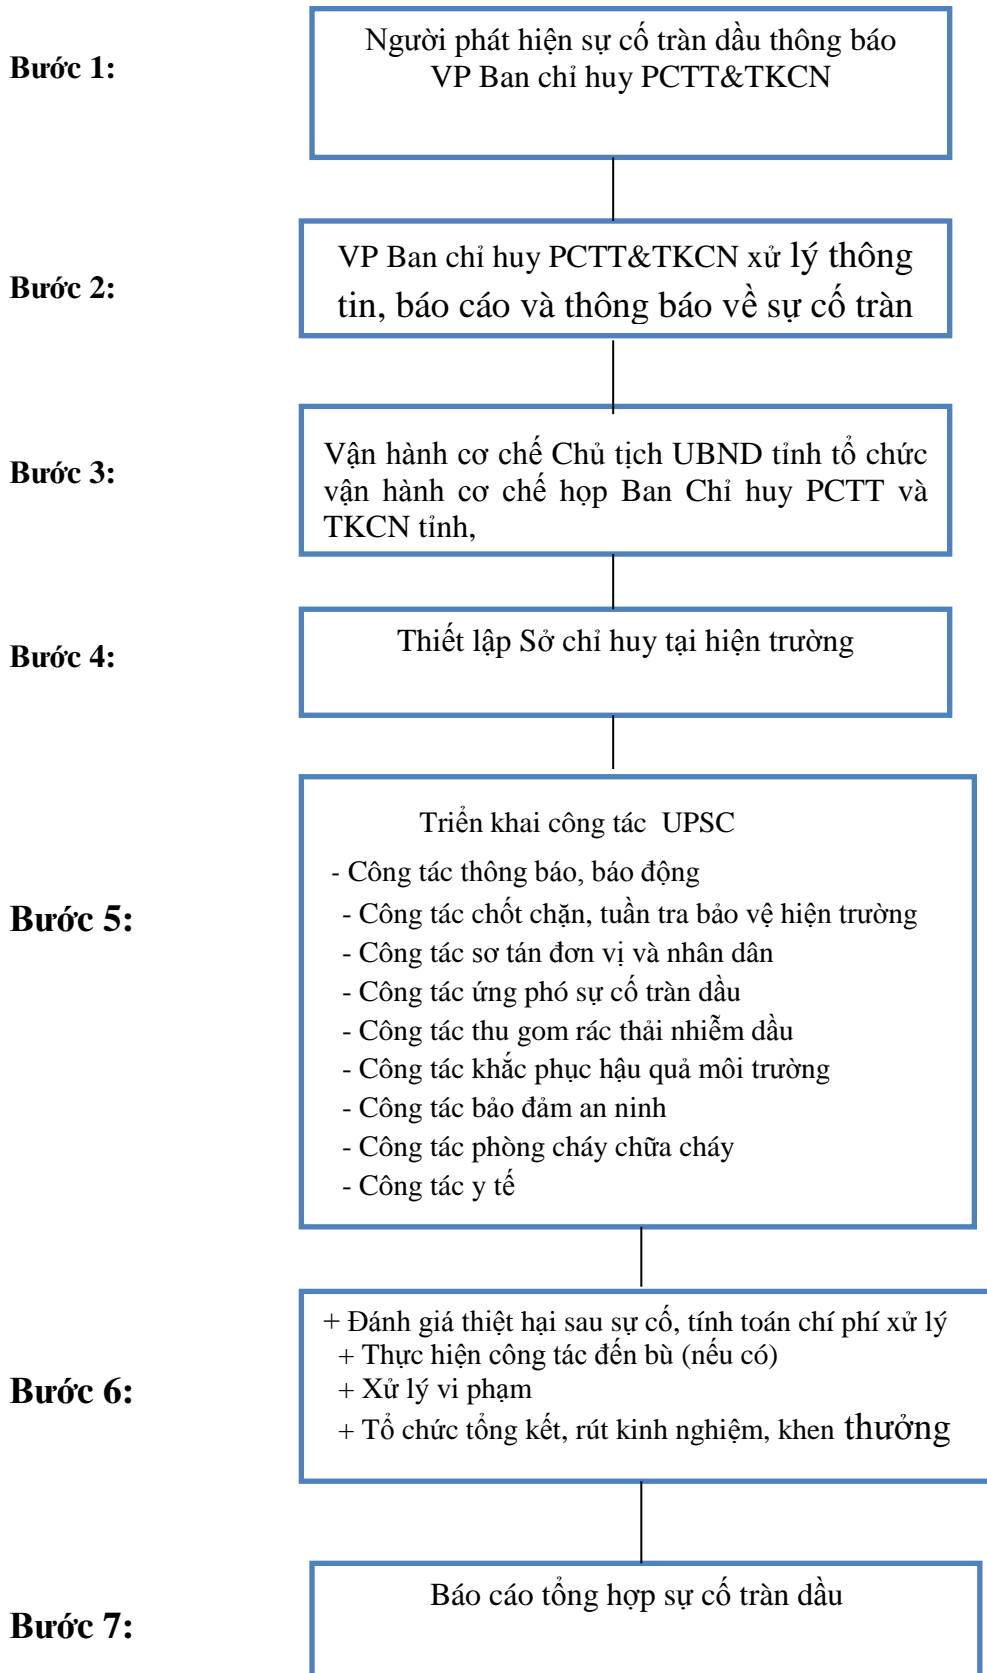 Bước 1:
Người phát hiện sự cố tràn dầu thông báo
VP Ban chỉ huy PCTT&TKCN
Bước 2:
VP Ban chỉ huy PCTT&TKCN xử lý thông
tin, báo cáo và thông báo về sự cố tràn
Bước 3:
Vận hành cơ chế Chủ tịch UBND tỉnh tổ chức
vận hành cơ chế họp Ban Chỉ huy PCTT và
TKCN tỉnh,
Bước 4:
Thiết lập Sở chỉ huy tại hiện trường
Bước 5:
Triển khai công tác UPSC
- Công tác thông báo, báo động
- Công tác chốt chặn, tuần tra bảo vệ hiện trường
- Công tác sơ tán đơn vị và nhân dân
- Công tác ứng phó sự cố tràn dầu
- Công tác thu gom rác thải nhiễm dầu
- Công tác khắc phục hậu quả môi trường
- Công tác bảo đảm an ninh
- Công tác phòng cháy chữa cháy
- Công tác y tế
Bước 6:
+ Đánh giá thiệt hại sau sự cố, tính toán chí phí xử lý
+ Thực hiện công tác đến bù (nếu có)
+ Xử lý vi phạm
+ Tổ chức tổng kết, rút kinh nghiệm, khen thưởng
Bước 7:
Báo cáo tổng hợp sự cố tràn dầu